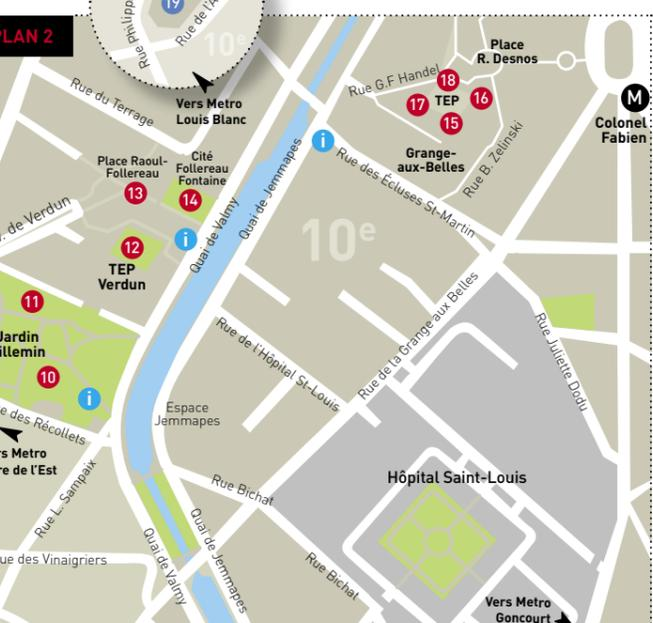 PLAN 2
19
10e
Rue Philipp
Rue de l'A
Vers Metro
Louis Blanc
Rue du Terrage
Place Raoul-
Follereau
13
Cité
Follereau
Fontaine
14
de Verdun
12
TEP
Verdun
i
Quai de Valmy
Quai de Jemmapes
i
Rue G.F Handel
Place
R. Desnos
18
17
TEP
16
15
Grange-
aux-Belles
Rue B. Zelinski
M
Colonel
Fabien
Rue des Écluses St-Martin
10e
11
Jardin
illemin
10
i
e des Récollets
rs Metro
re de l'Est
Rue L. Sampaix
ue des Vinaigriers
Espace
Jemmapes
Rue de l'Hôpital St-Louis
Rue de la Grange aux Belles
Rue Juliette Dodu
Hôpital Saint-Louis
Rue Bichat
Rue Bichat
Quai de Valmy
Quai de Jemmapes
Vers Metro
Goncourt